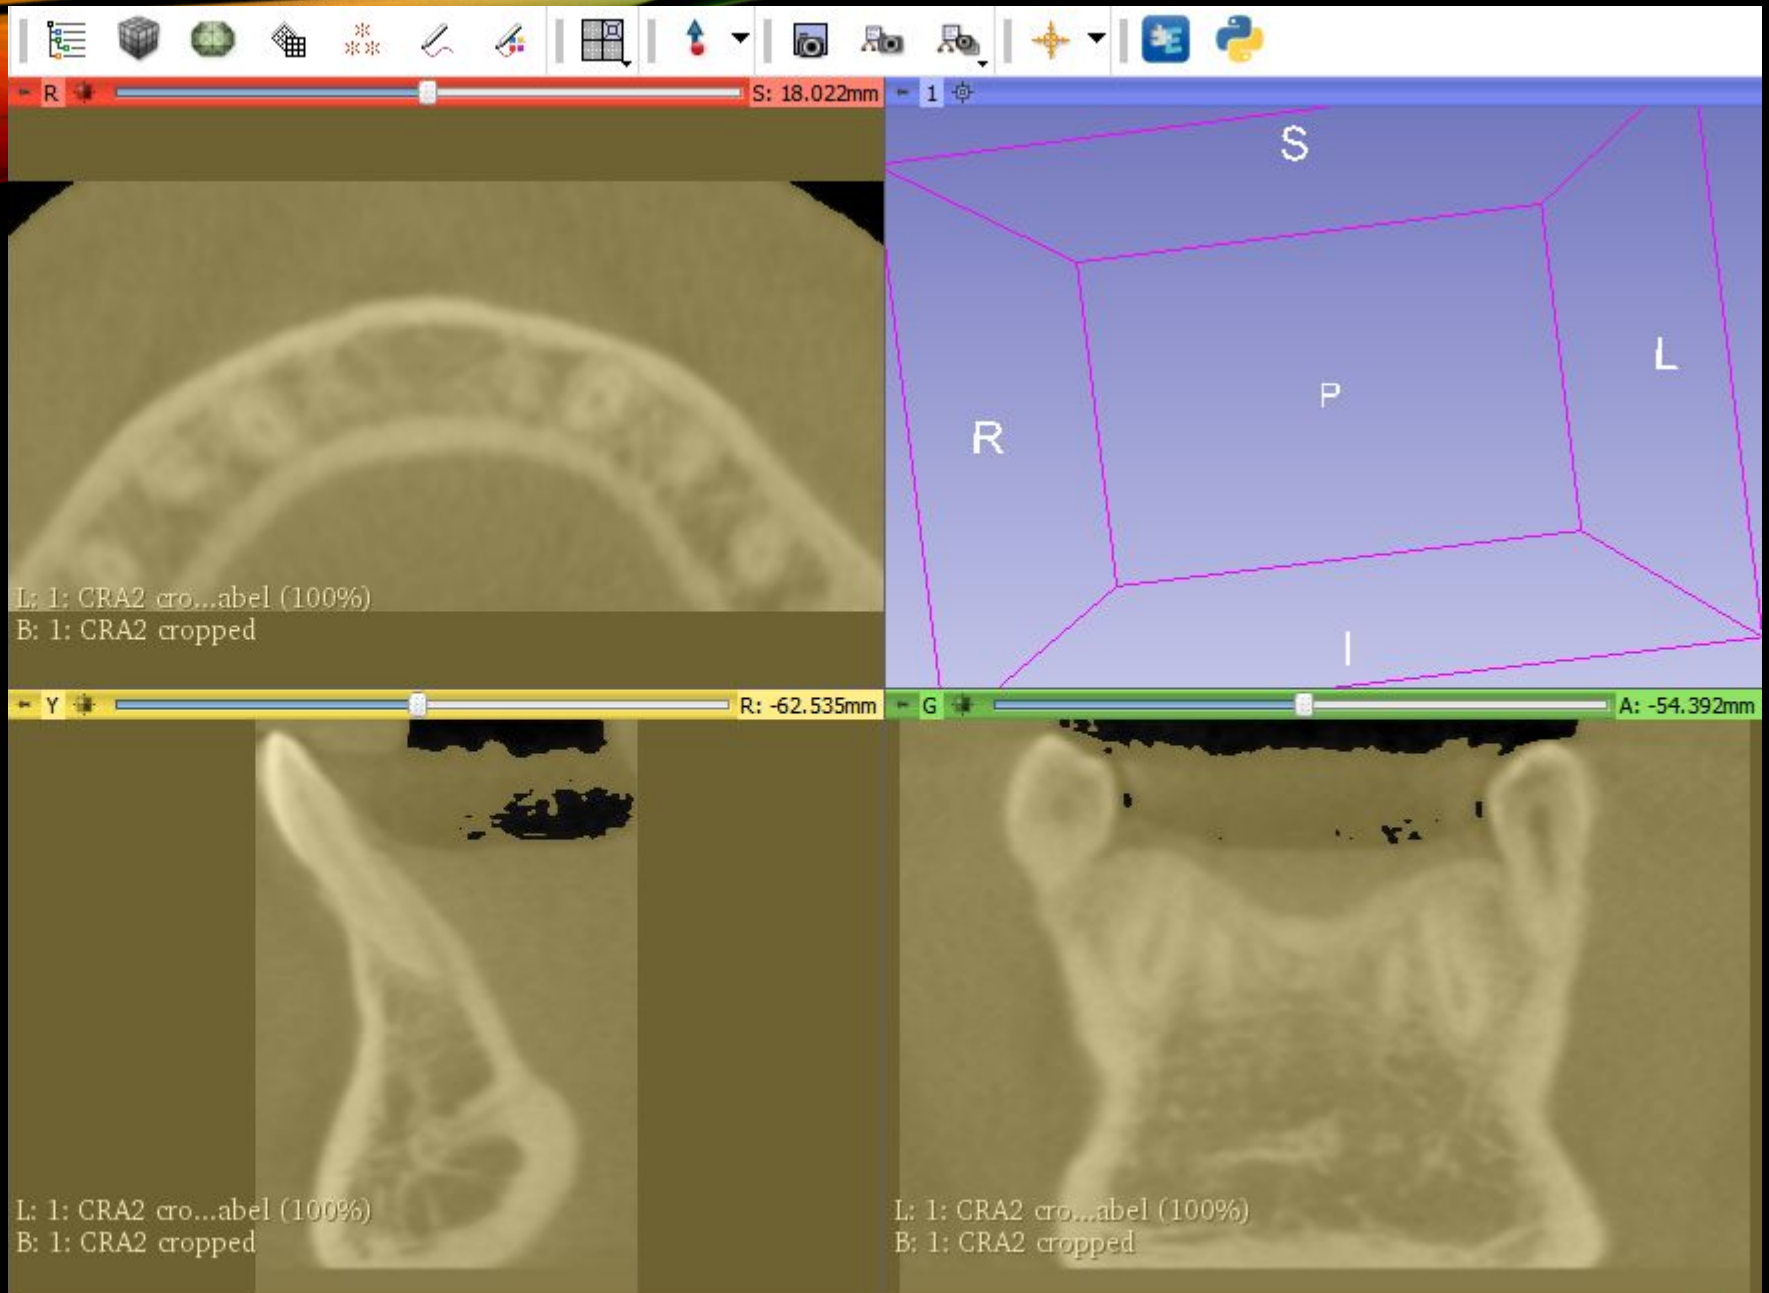 R S: 18.022mm
1
S
L
P
R
I
L: 1: CRA2 cro...abel (100%)
B: 1: CRA2 cropped
Y R: -62.535mm
G A: -54.392mm
L: 1: CRA2 cro...abel (100%)
B: 1: CRA2 cropped
L: 1: CRA2 cro...abel (100%)
B: 1: CRA2 cropped